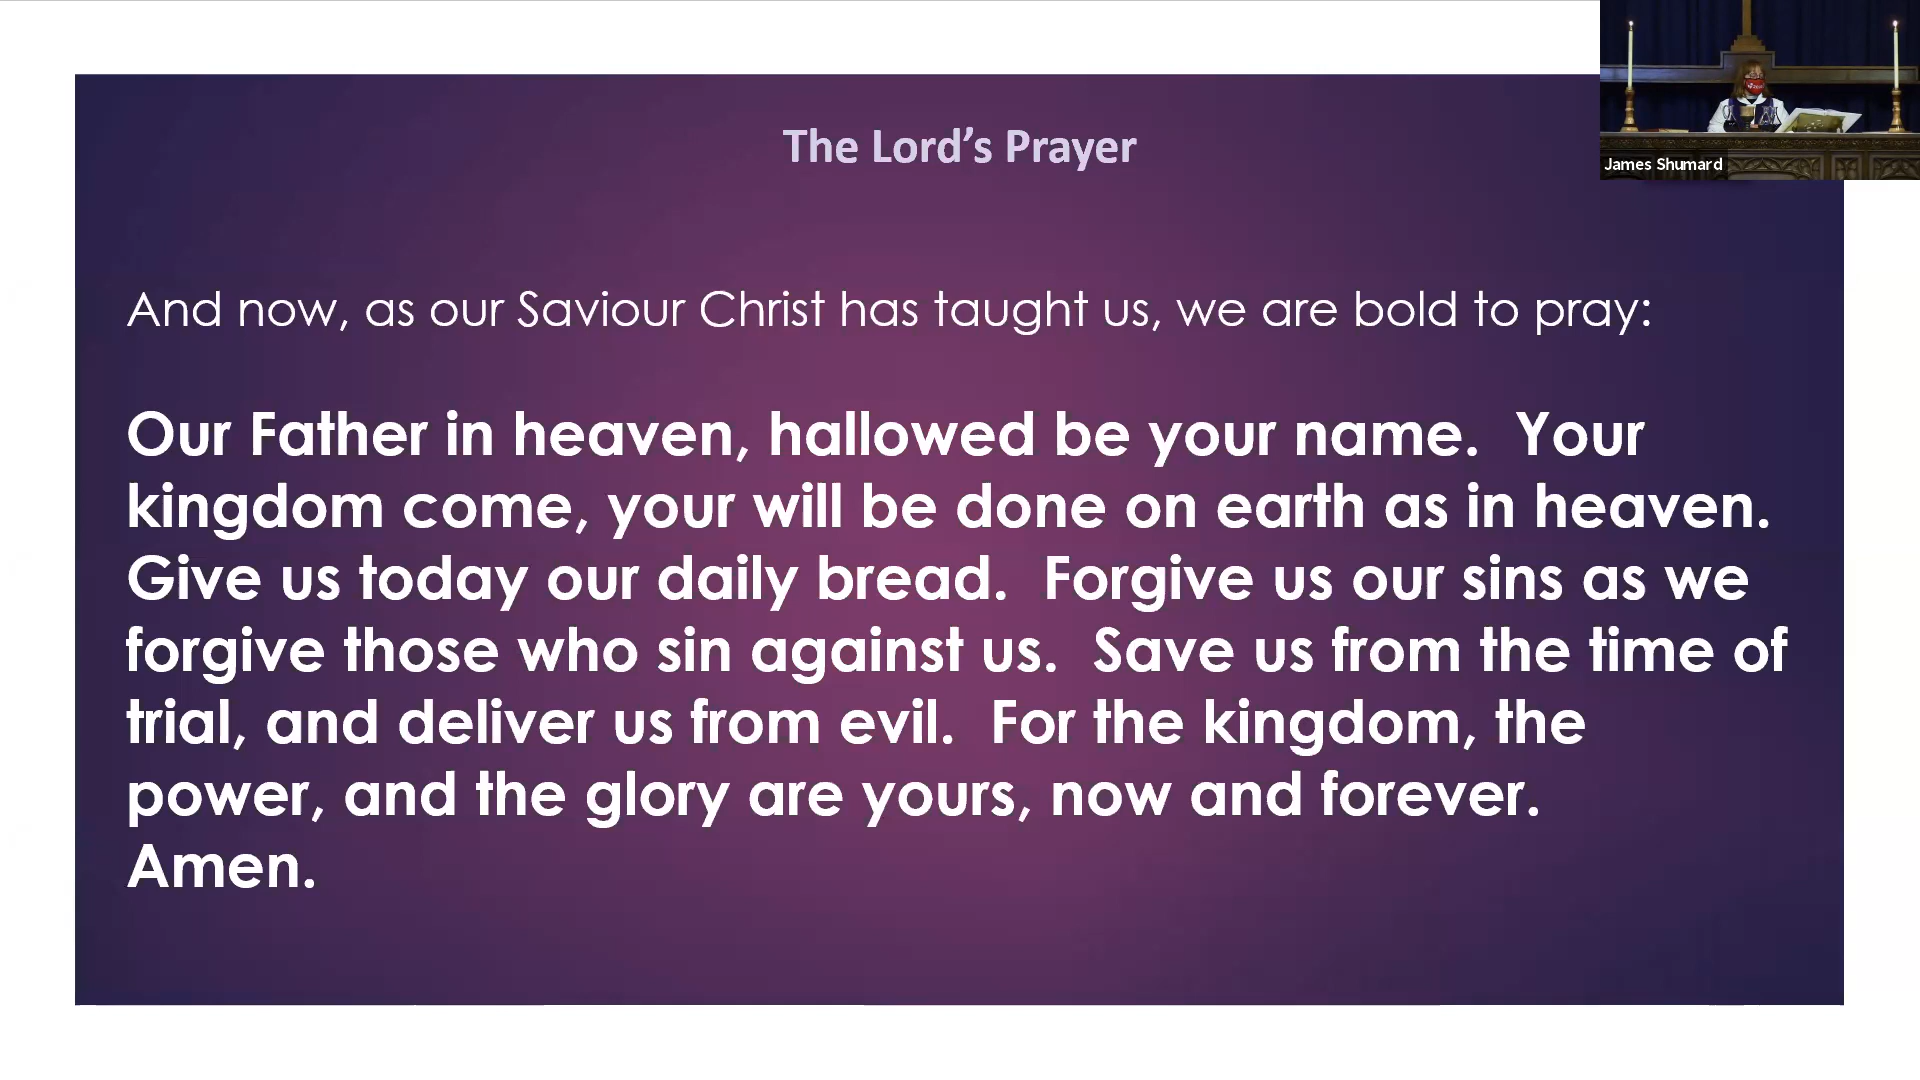 The Lord’s Prayer
James Shumard
And now, as our Saviour Christ has taught us, we are bold to pray:
Our Father in heaven, hallowed be your name.  Your
kingdom come, your will be done on earth as in heaven.
Give us today our daily bread.  Forgive us our sins as we
forgive those who sin against us.  Save us from the time of
trial, and deliver us from evil.  For the kingdom, the
power, and the glory are yours, now and forever.
Amen.